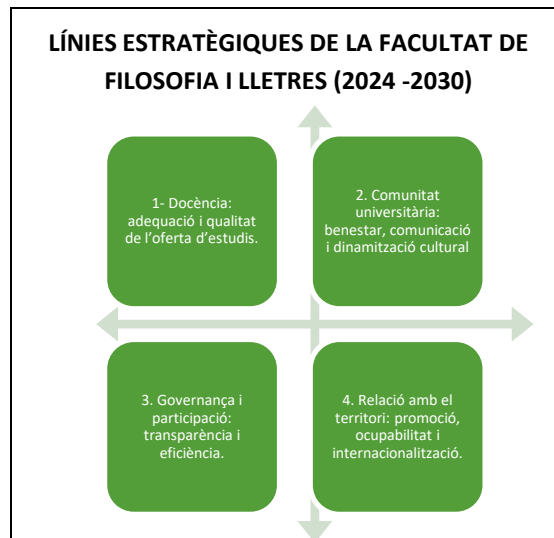 LÍNIES ESTRATÈGIQUES DE LA FACULTAT DE
FILOSOFIA I LLETRES (2024 -2030)
1- Docència:
adequació i qualitat
de l’oferta d’estudis.
2. Comunitat
universitària:
benestar, comunicació
i dinamització cultural
3. Governança i
participació:
transparència i
eficiència.
4. Relació amb el
territori: promoció,
ocupabilitat i
internacionalització.